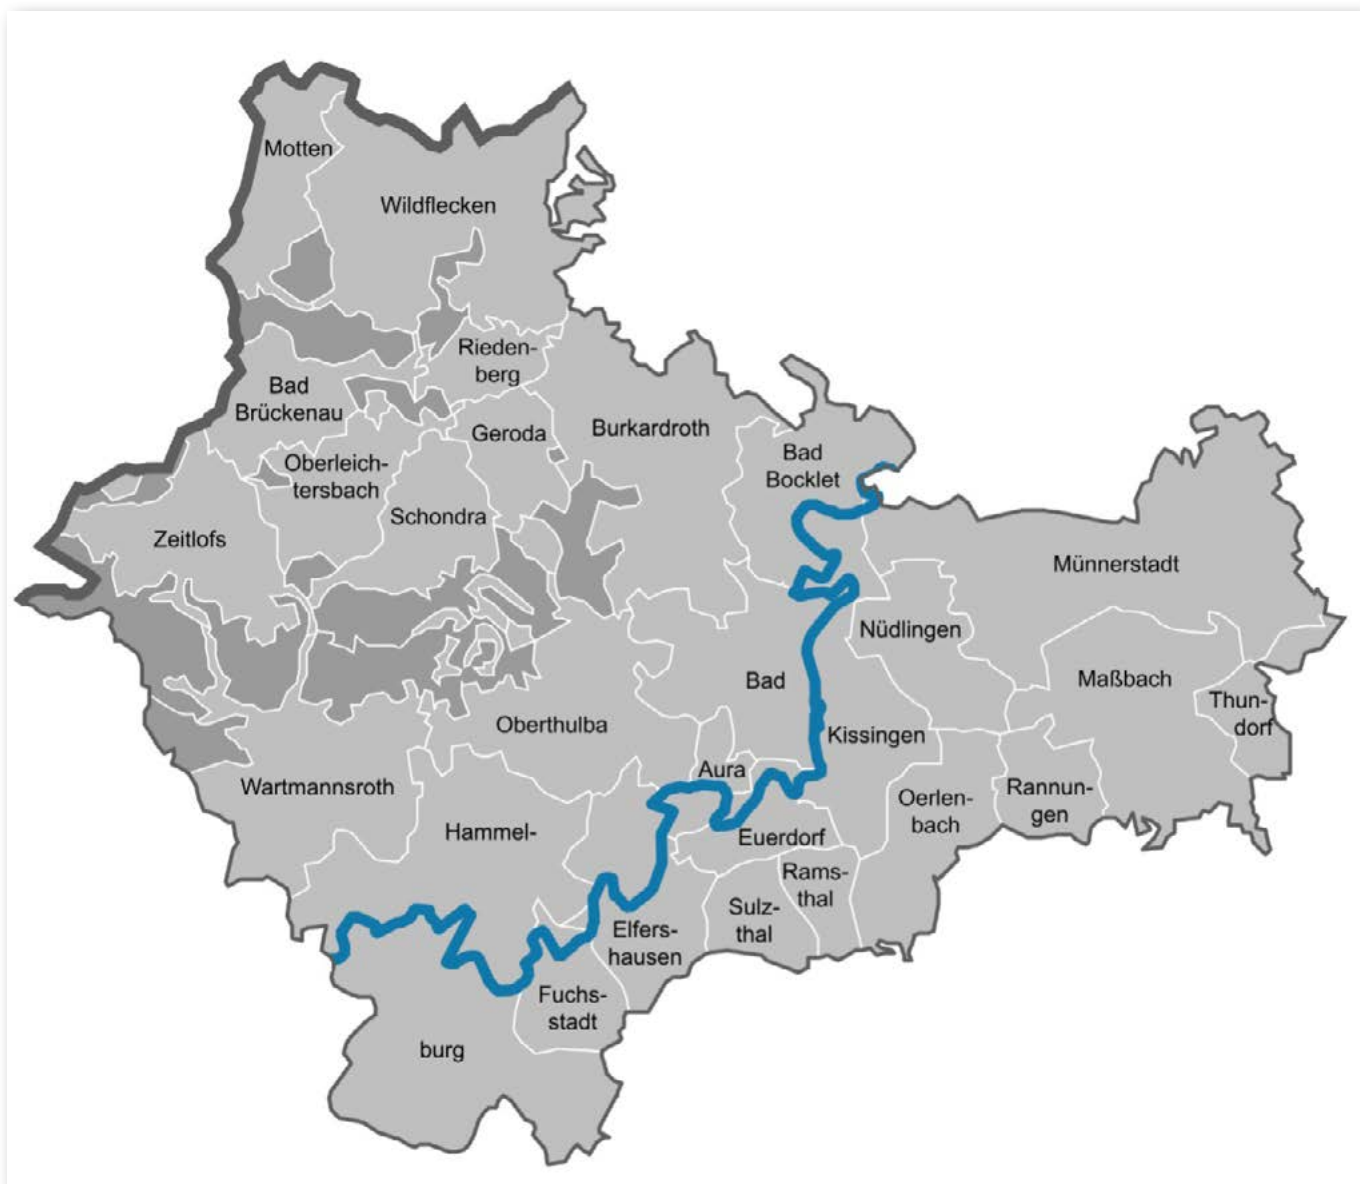 Motten
Wildflecken
Rieden-
berg
Bad
Brückenau
Geroda
Burkardroth
Bad
Bocklet
Oberleich-
tersbach
Schondra
Zeitlofs
Münnerstadt
Nüdlingen
Bad
Kissingen
Maßbach
Thun-
dorf
Oberthulba
Aura
Wartmannsroth
Oerlen-
bach
Rannun-
gen
Hammel-
burg
Euerdorf
Rams-
thal
Sulz-
thal
Elfers-
hausen
Fuchs-
stadt